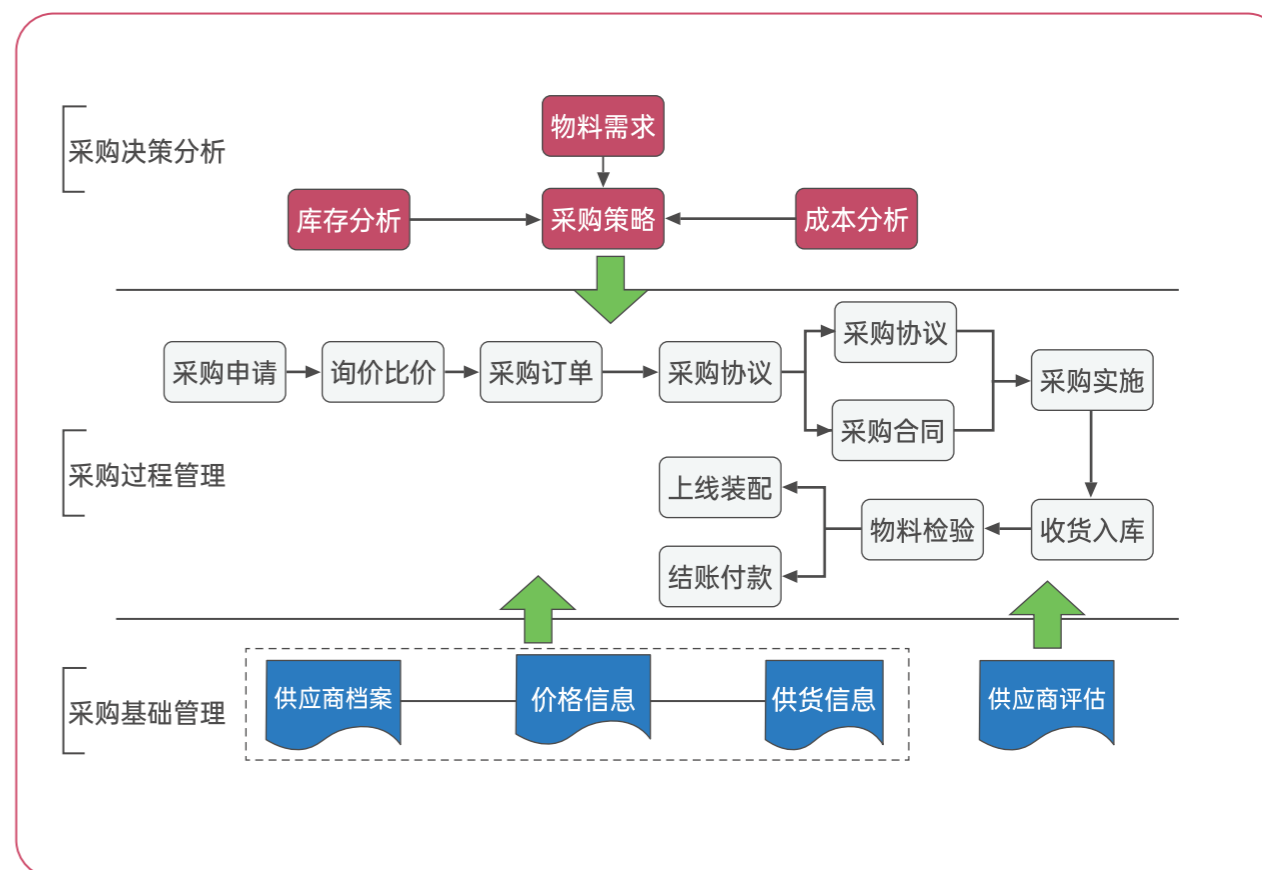 采购决策分析
物料需求
库存分析
采购策略
成本分析
采购过程管理
采购申请
询价比价
采购订单
采购协议
采购协议
采购合同
采购实施
收货入库
物料检验
上线装配
结账付款
采购基础管理
供应商档案
价格信息
供货信息
供应商评估